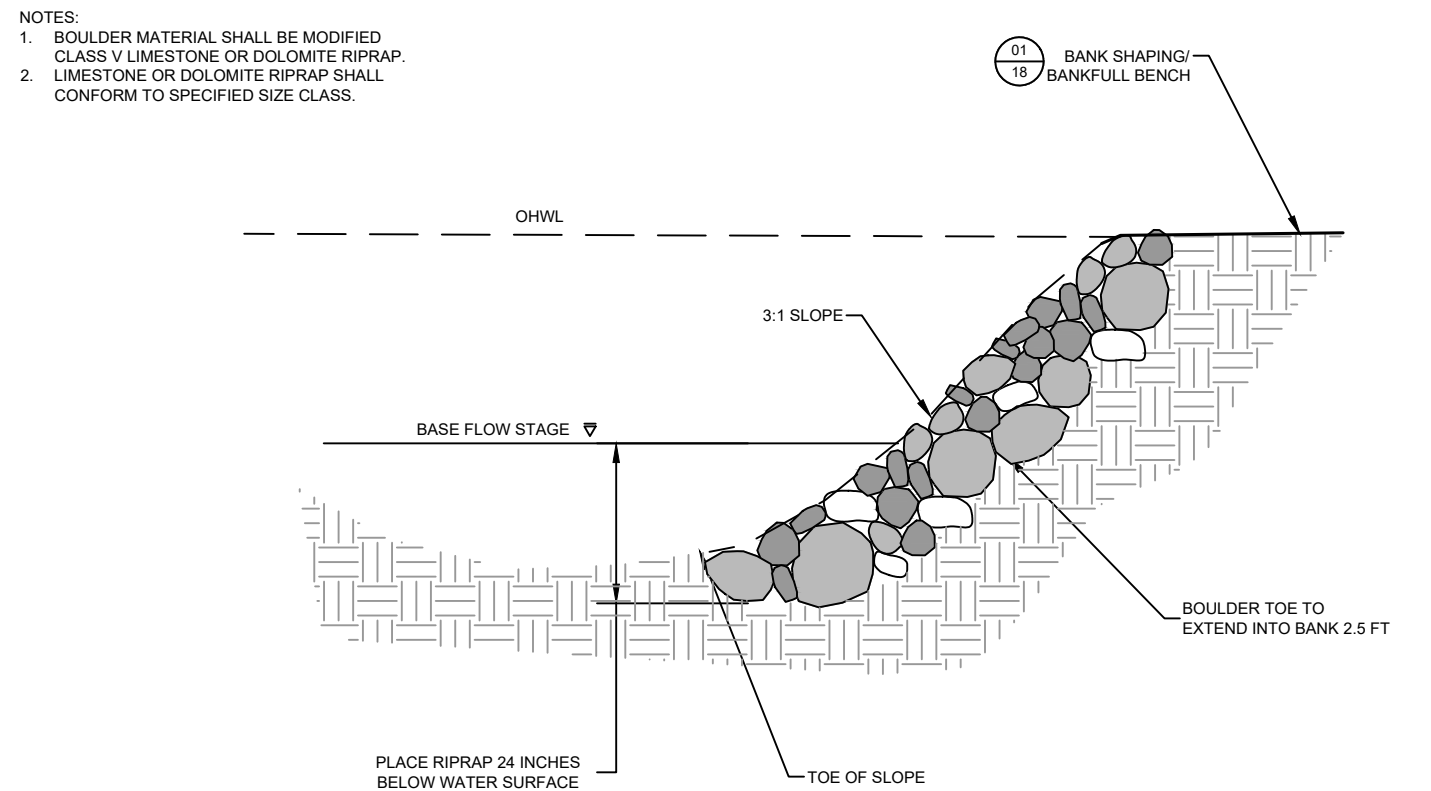 NOTES:
1. BOULDER MATERIAL SHALL BE MODIFIED
CLASS V LIMESTONE OR DOLOMITE RIPRAP.
2. LIMESTONE OR DOLOMITE RIPRAP SHALL
CONFORM TO SPECIFIED SIZE CLASS.
01
18
BANK SHAPING/
BANKFULL BENCH
OHWL
3:1 SLOPE
BASE FLOW STAGE
BOULDER TOE TO
EXTEND INTO BANK 2.5 FT
PLACE RIPRAP 24 INCHES
BELOW WATER SURFACE
TOE OF SLOPE